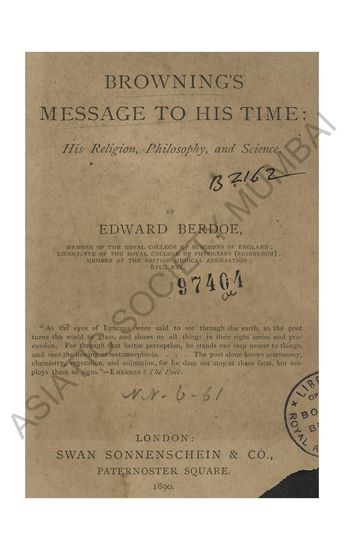 BROWNING'S
MESSAGE TO HIS TIME:
His Religion, Philosophy, and Science.
B 2162
BY
EDWARD BERDOE,
MEMBER OF THE ROYAL COLLEGE OF SURGEONS OF ENGLAND;
LICENTIATE OF THE ROYAL COLLEGE OF PHYSICIANS (EDINBURGH);
MEMBER OF THE BRITISH MEDICAL ASSOCIATION;
ETC., ETC.
97404
"As the eyes of Lyncæus were said to see through the earth, so the poet
turns the world to glass, and shows us all things in their right series and pro-
cession. For through that better perception, he stands one step nearer to things,
and sees the flowing or metamorphosis. . . . The poet alone knows astronomy,
chemistry, vegetation, and animation, for he does not stop at these facts, but em-
ploys them as signs."—EMERSON: The Poet.
N.N-6-61
LONDON:
SWAN SONNENSCHEIN & CO.,
PATERNOSTER SQUARE.
1890.
ASIATIC SOCIETY MUMBAI